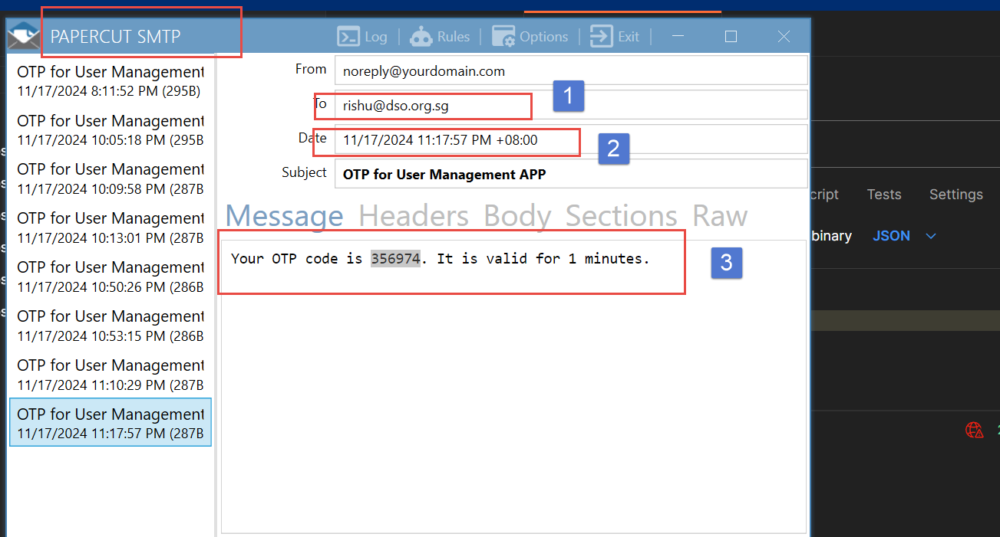 PAPERCUT SMTP
Log
Rules
Options
Exit
OTP for User Management
11/17/2024 8:11:52 PM (295B)
OTP for User Management
11/17/2024 10:05:18 PM (295B
OTP for User Management
11/17/2024 10:09:58 PM (287B
OTP for User Management
11/17/2024 10:13:01 PM (287B
OTP for User Management
11/17/2024 10:50:26 PM (286B
OTP for User Management
11/17/2024 10:53:15 PM (286B
OTP for User Management
11/17/2024 11:10:29 PM (287B
OTP for User Management
11/17/2024 11:17:57 PM (287B
From noreply@yourdomain.com
To rishu@dso.org.sg
1
Date 11/17/2024 11:17:57 PM +08:00
2
Subject OTP for User Management APP
Message Headers Body Sections Raw
Your OTP code is 356974. It is valid for 1 minutes.
3
cript Tests Settings
binary JSON